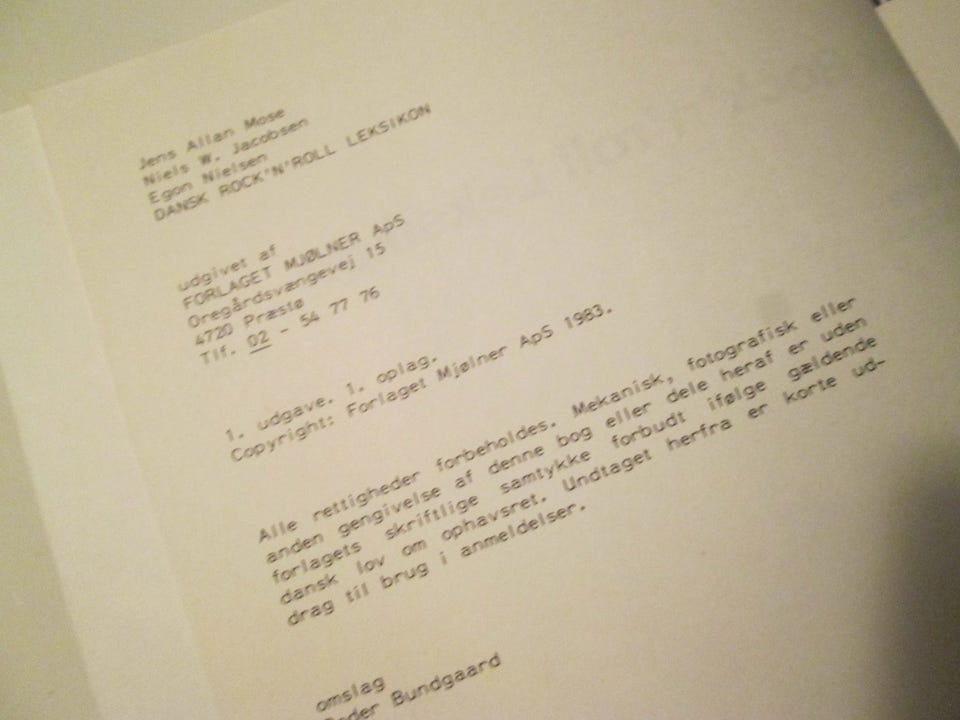 Jens Allan Mose
Niels W. Jacobsen
Egon Nielsen
DANSK ROCK'N'ROLL LEKSIKON
udgivet af
FORLAGET MJØLNER ApS
Oregårdsvængevej 15
4720 Præstø
Tlf. 02 - 54 77 76
1. udgave. 1. oplag.
Copyright: Forlaget Mjølner ApS 1983.
Alle rettigheder forbeholdes. Mekanisk, fotografisk eller
anden gengivelse af denne bog eller dele heraf er uden
forlagets skriftlige samtykke forbudt ifølge gældende
dansk lov om ophavsret. Undtaget herfra er korte ud-
drag til brug i anmeldelser.
omslag
Bundgaard